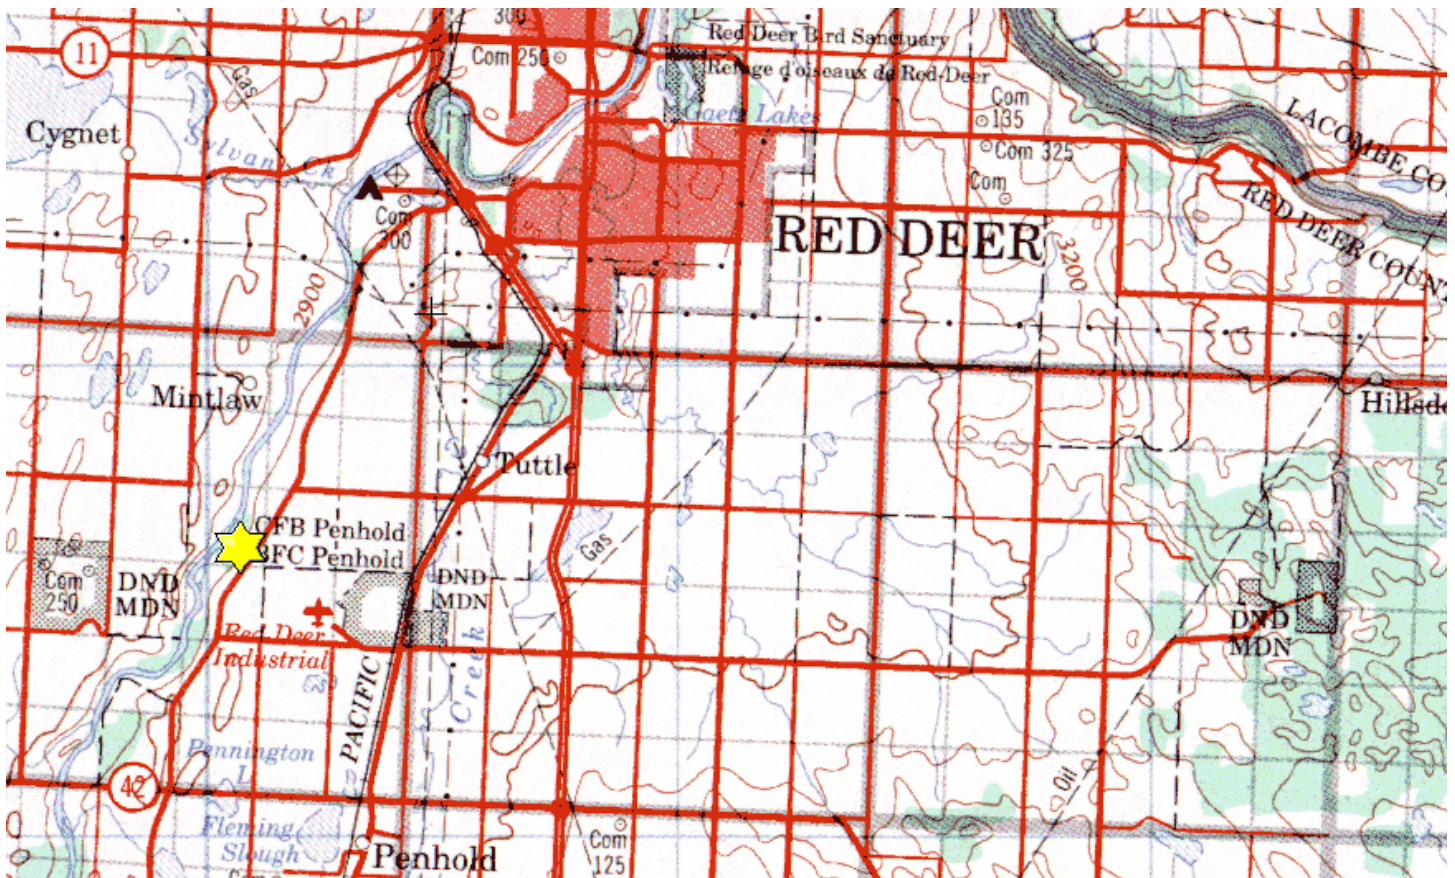 300
11
Gas
Com 250
Red Deer Bird Sanctuary
Refuge d'oiseaux de Red-Deer
Gaetz Lakes
Com
135
Com 325
Com
LACOMBE CO
RED DEER COUN
Cygnet
Sylvan Ck
Com
300
RED DEER
3200
2900
Mintlaw
Hillsd
Tuttle
CFB Penhold
BFC Penhold
Gas
Com
250
DND
MDN
DND
MDN
DND
MDN
Red Deer
Industrial
PACIFIC
Creek
Pennington
L
Oil
42
Fleming
Slough
Penhold
Com
125